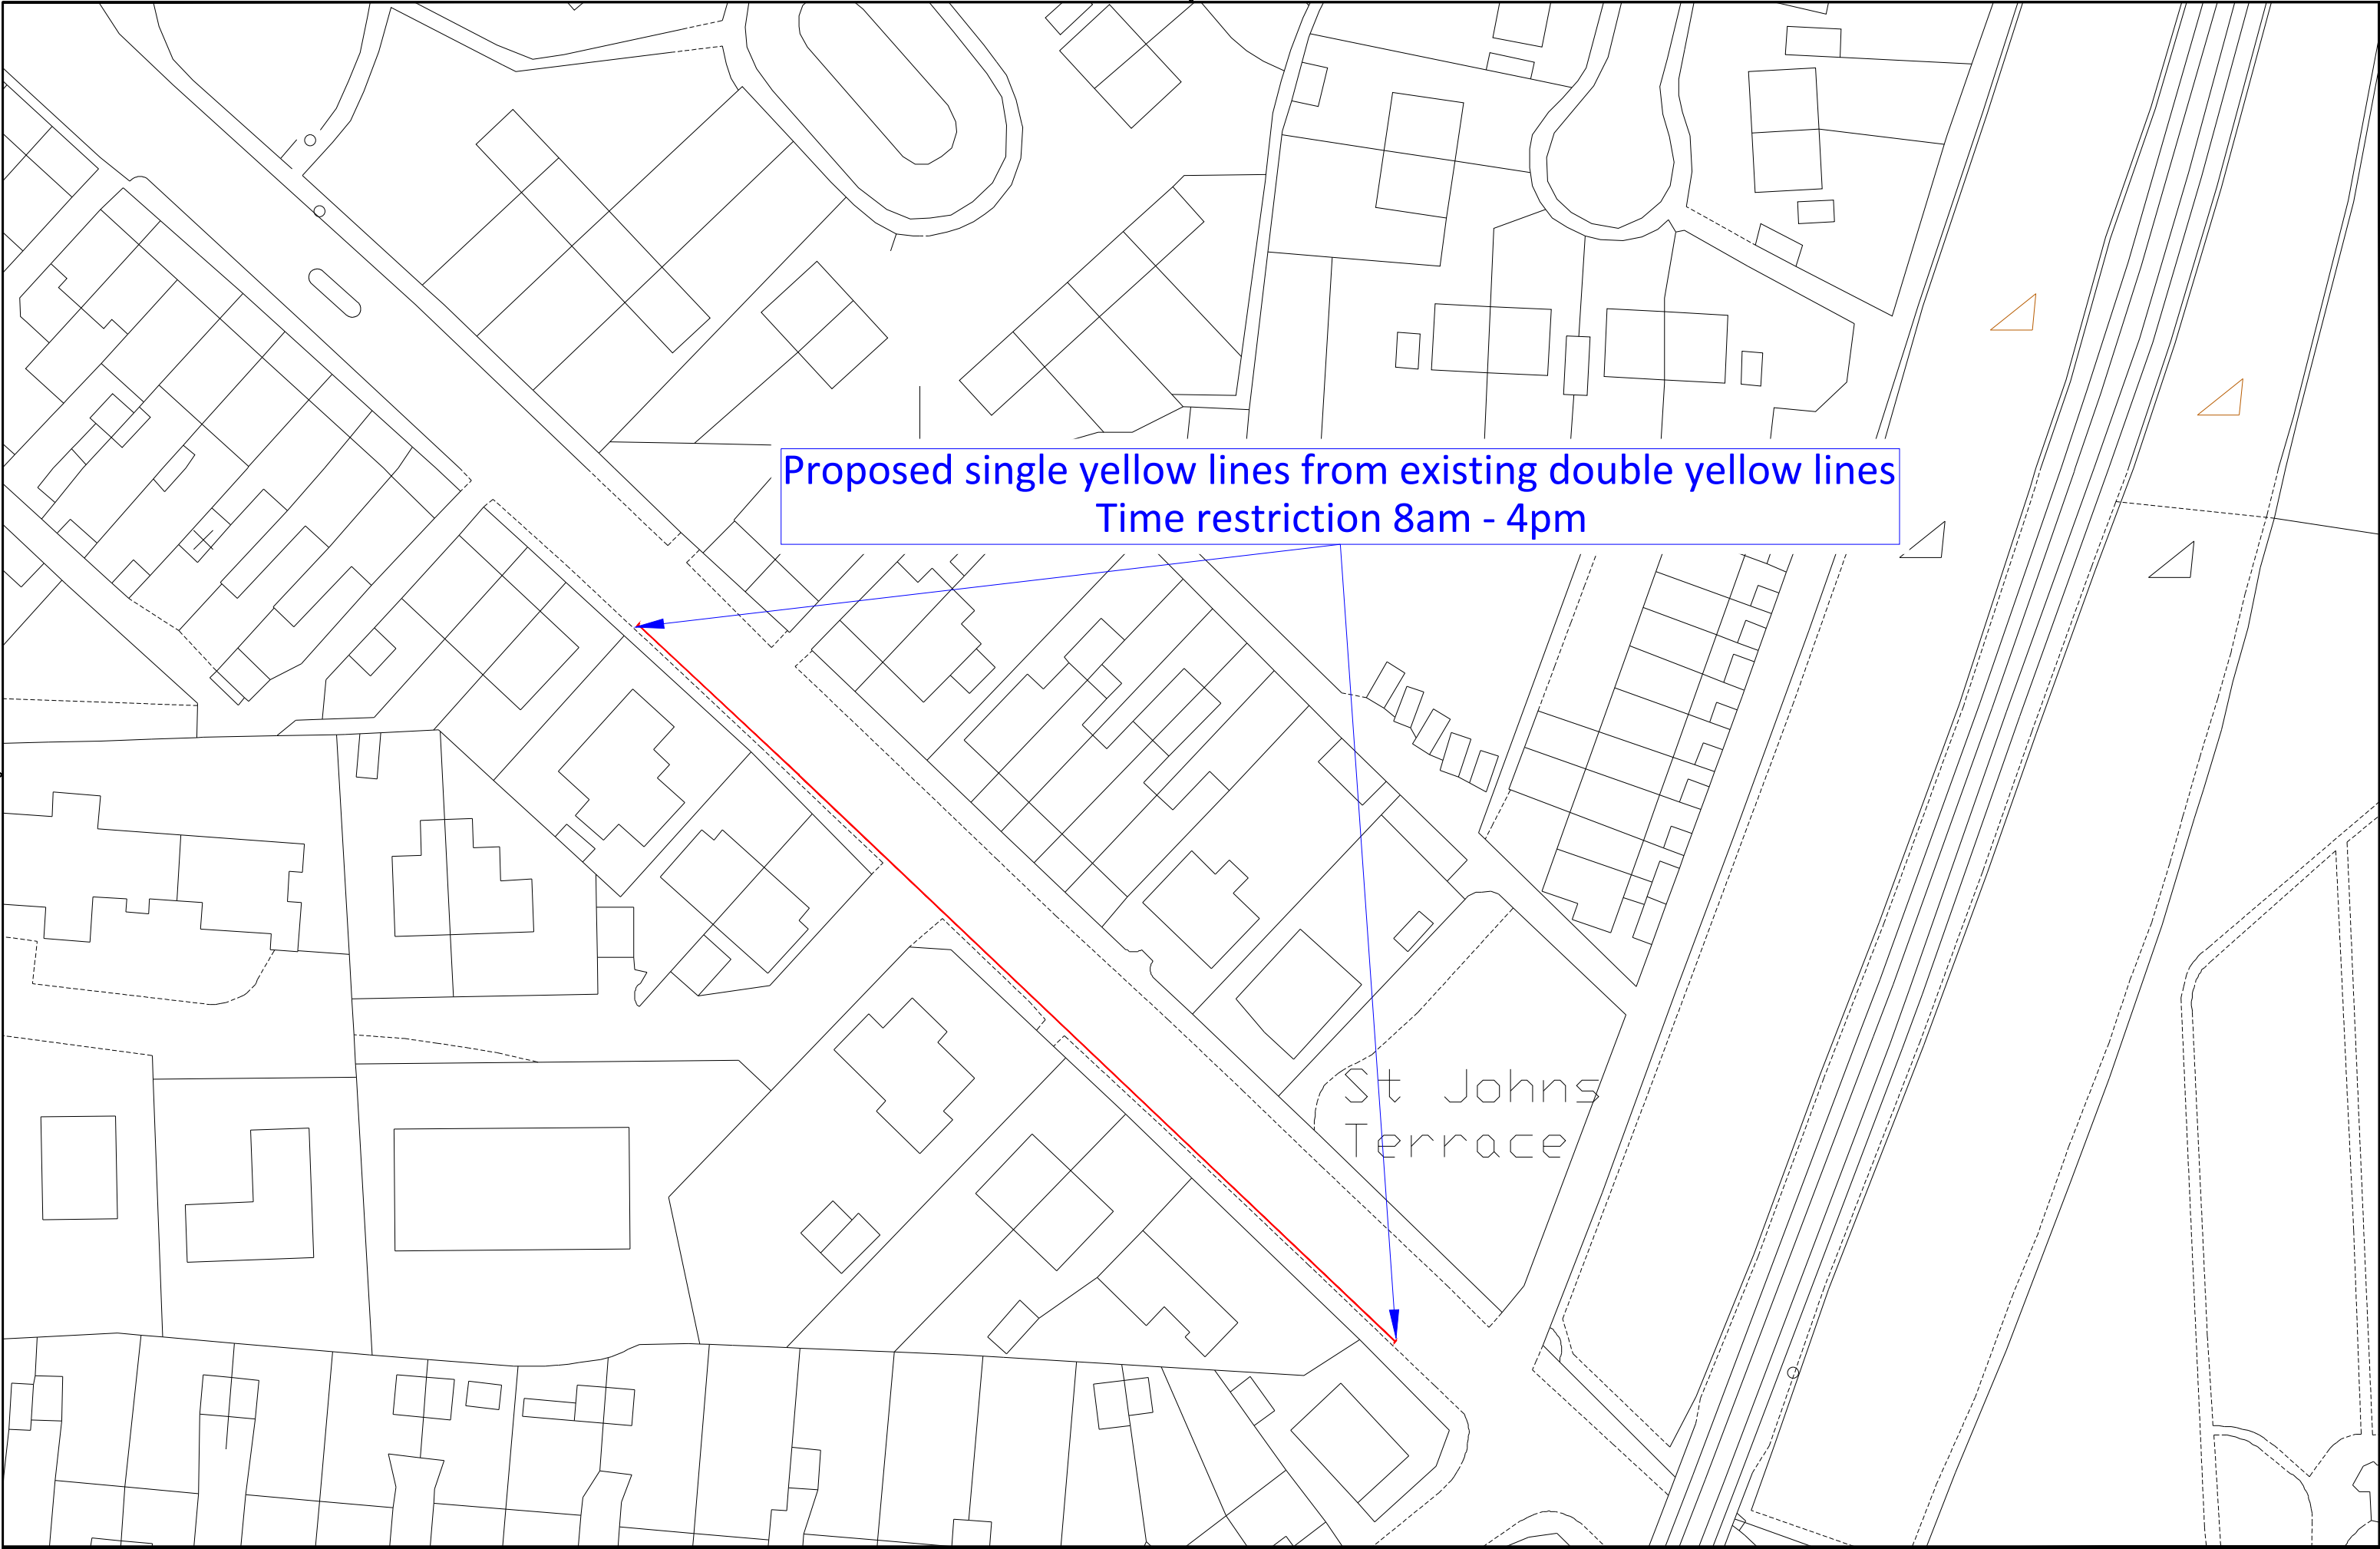 Proposed single yellow lines from existing double yellow lines
Time restriction 8am - 4pm
St Johns
Terrace